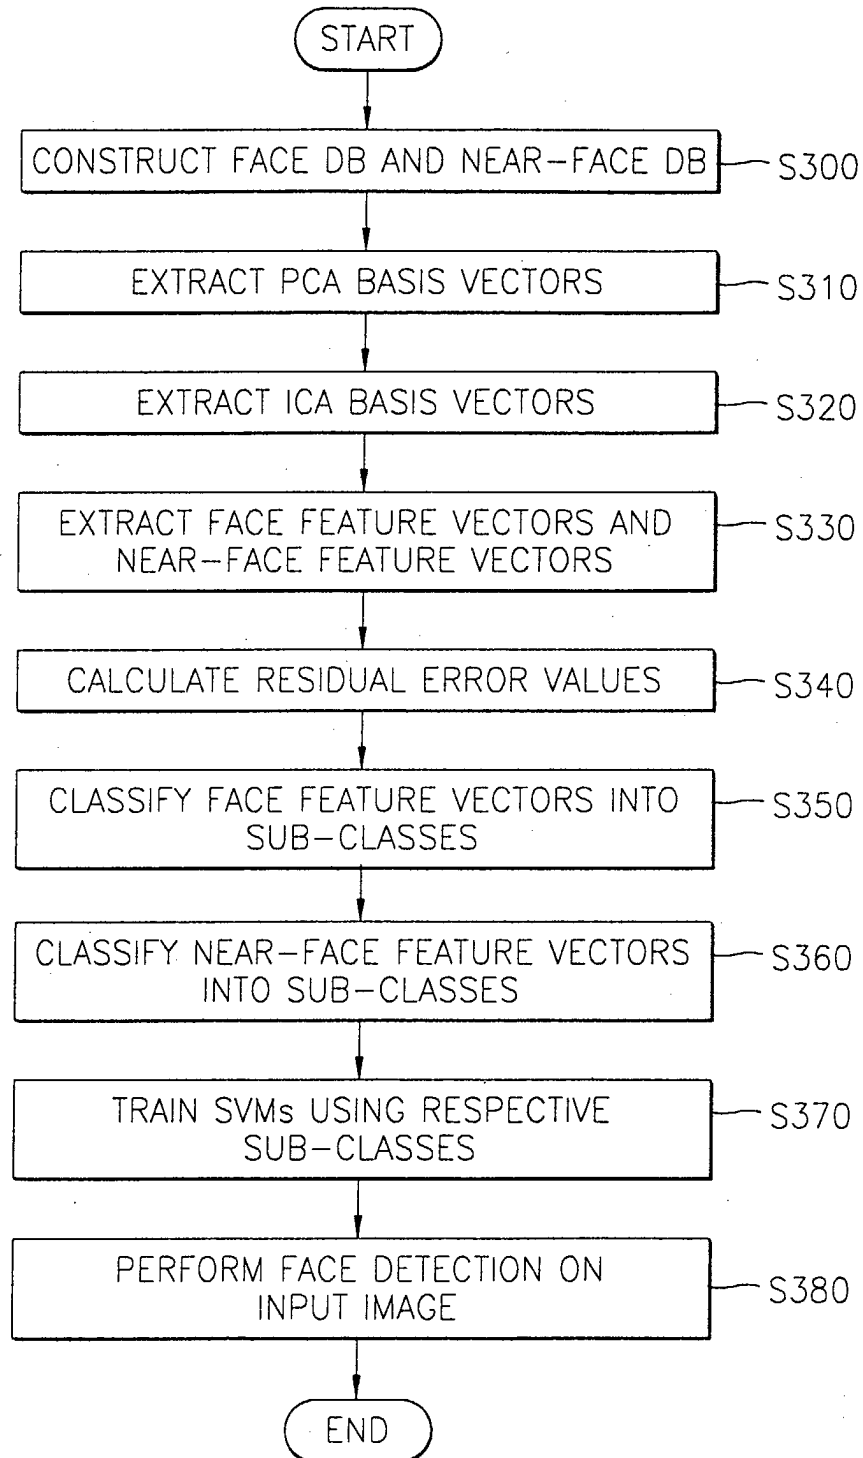 START
CONSTRUCT FACE DB AND NEAR-FACE DB
S300
EXTRACT PCA BASIS VECTORS
S310
EXTRACT ICA BASIS VECTORS
S320
EXTRACT FACE FEATURE VECTORS AND
NEAR-FACE FEATURE VECTORS
S330
CALCULATE RESIDUAL ERROR VALUES
S340
CLASSIFY FACE FEATURE VECTORS INTO
SUB-CLASSES
S350
CLASSIFY NEAR-FACE FEATURE VECTORS
INTO SUB-CLASSES
S360
TRAIN SVMs USING RESPECTIVE
SUB-CLASSES
S370
PERFORM FACE DETECTION ON
INPUT IMAGE
S380
END